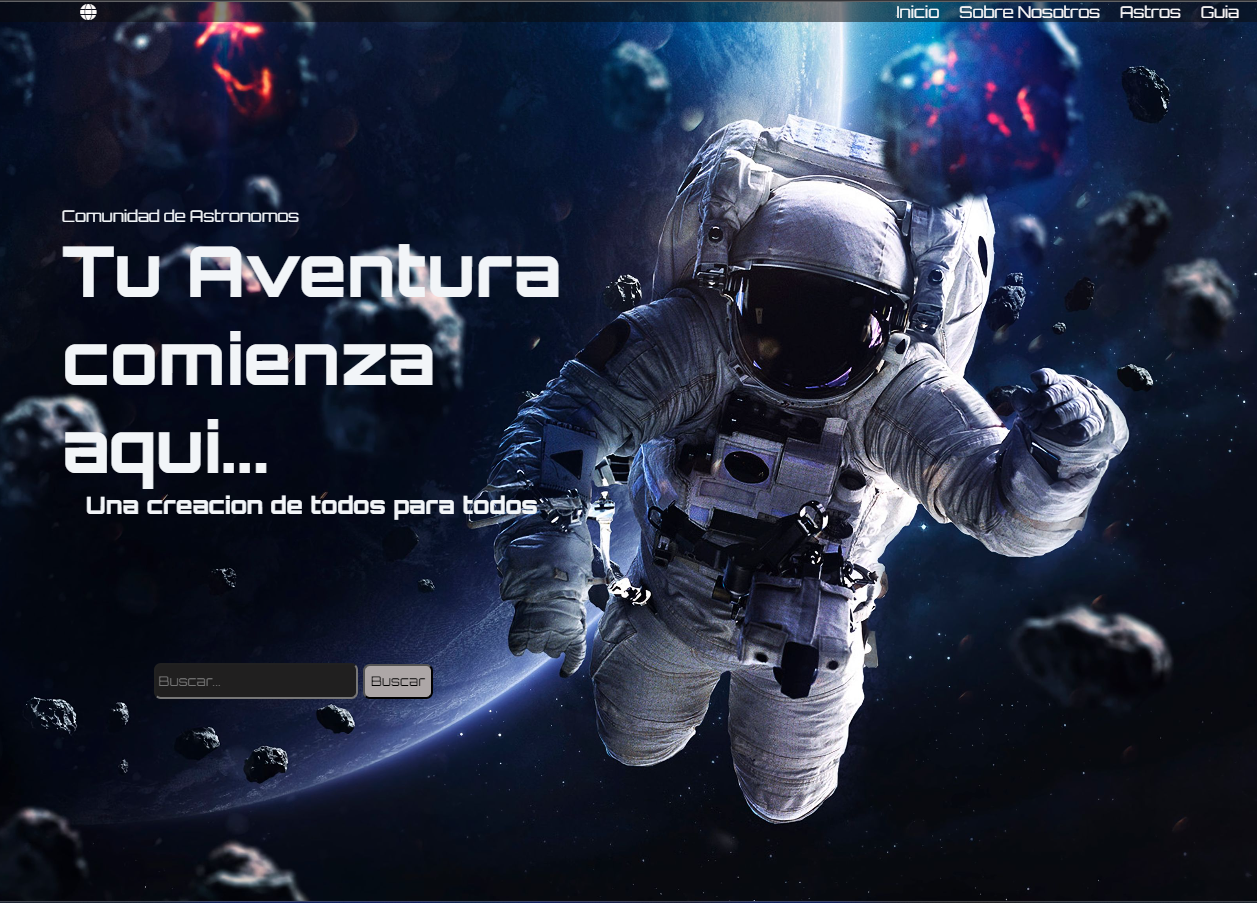 Inicio Sobre Nosotros Astros Guia
Comunidad de Astronomos
Tu Aventura
comienza
aqui...
Una creacion de todos para todos
Buscar... Buscar